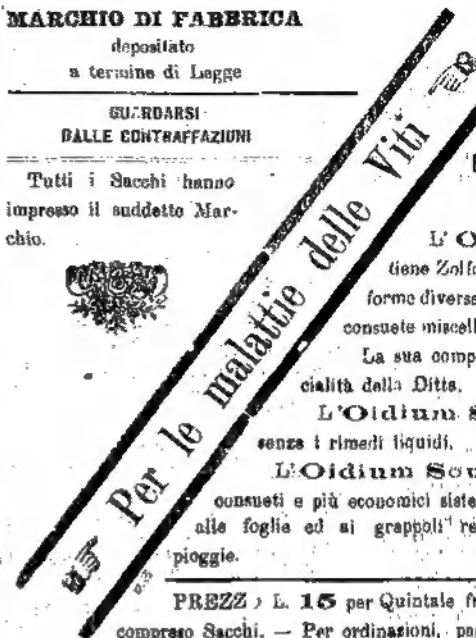 MARCHIO DI FABBRICA
depositato
a termine di Legge
GUARDARSI
DALLE CONTRAFFAZIONI
Tutti i Sacchi hanno
impresso il suddetto Mar-
chio.
Per le malattie delle Viti
L'O
tiene Zolfo
forme diverse
consuete miscel
La sua comp
cialità della Ditta.
L'Oidium S
senza i rimedi liquidi.
L'Oidium Sou
consueti e più economici siste
alle foglie ed ai grappoli re
pioggie.
PREZZ L. 15 per Quintale fr
compreso Sacchi. — Per ordinazioni,